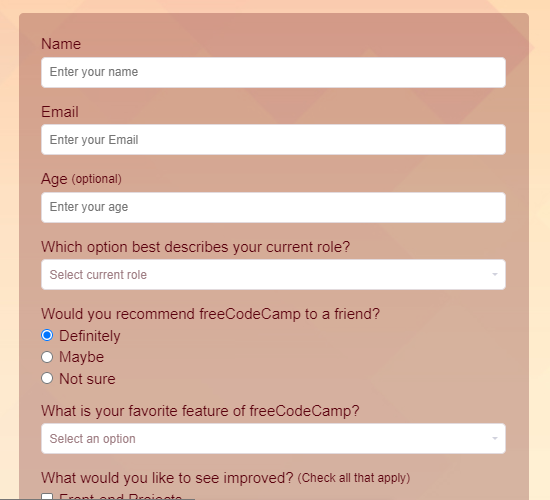 Name
Enter your name
Email
Enter your Email
Age (optional)
Enter your age
Which option best describes your current role?
Select current role
Would you recommend freeCodeCamp to a friend?
Definitely
Maybe
Not sure
What is your favorite feature of freeCodeCamp?
Select an option
What would you like to see improved? (Check all that apply)
Front-end Projects